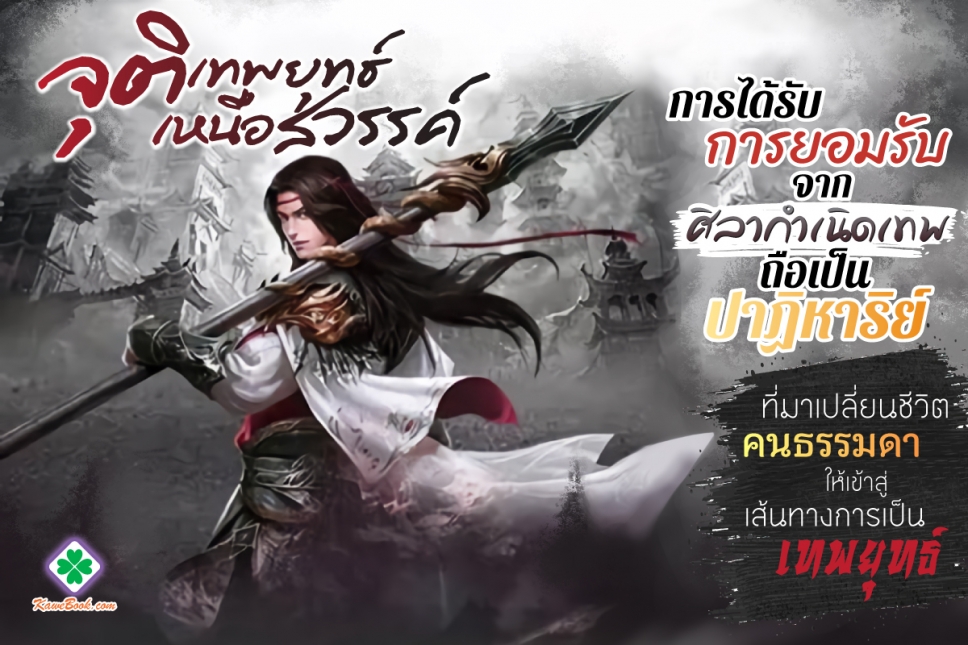 จุติเทพยุทธ์
เหนือสวรรค์
การได้รับ
การยอมรับ
จาก
ศิลากำเนิดเทพ
ถือเป็น
ปาฏิหาริย์
ที่มาเปลี่ยนชีวิต
คนธรรมดา
ให้เข้าสู่
เส้นทางการเป็น
เทพยุทธ์
KaweBook.com